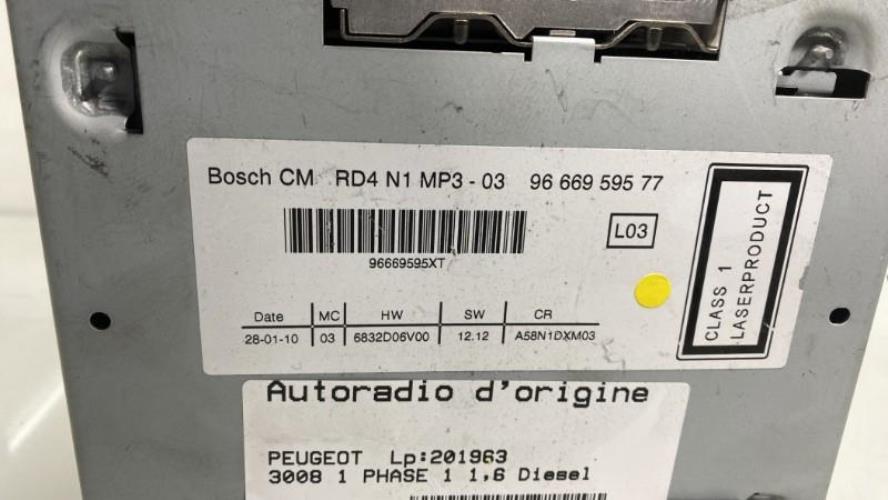 Bosch CM RD4 N1 MP3 - 03 96 669 595 77
L03
96669595XT
Date MC HW SW CR
28-01-10 03 6832D06V00 12.12 A58N1DXM03
CLASS 1
LASERPRODUCT
Autoradio d'origine
PEUGEOT Lp:201963
3008 1 PHASE 1 1,6 Diesel